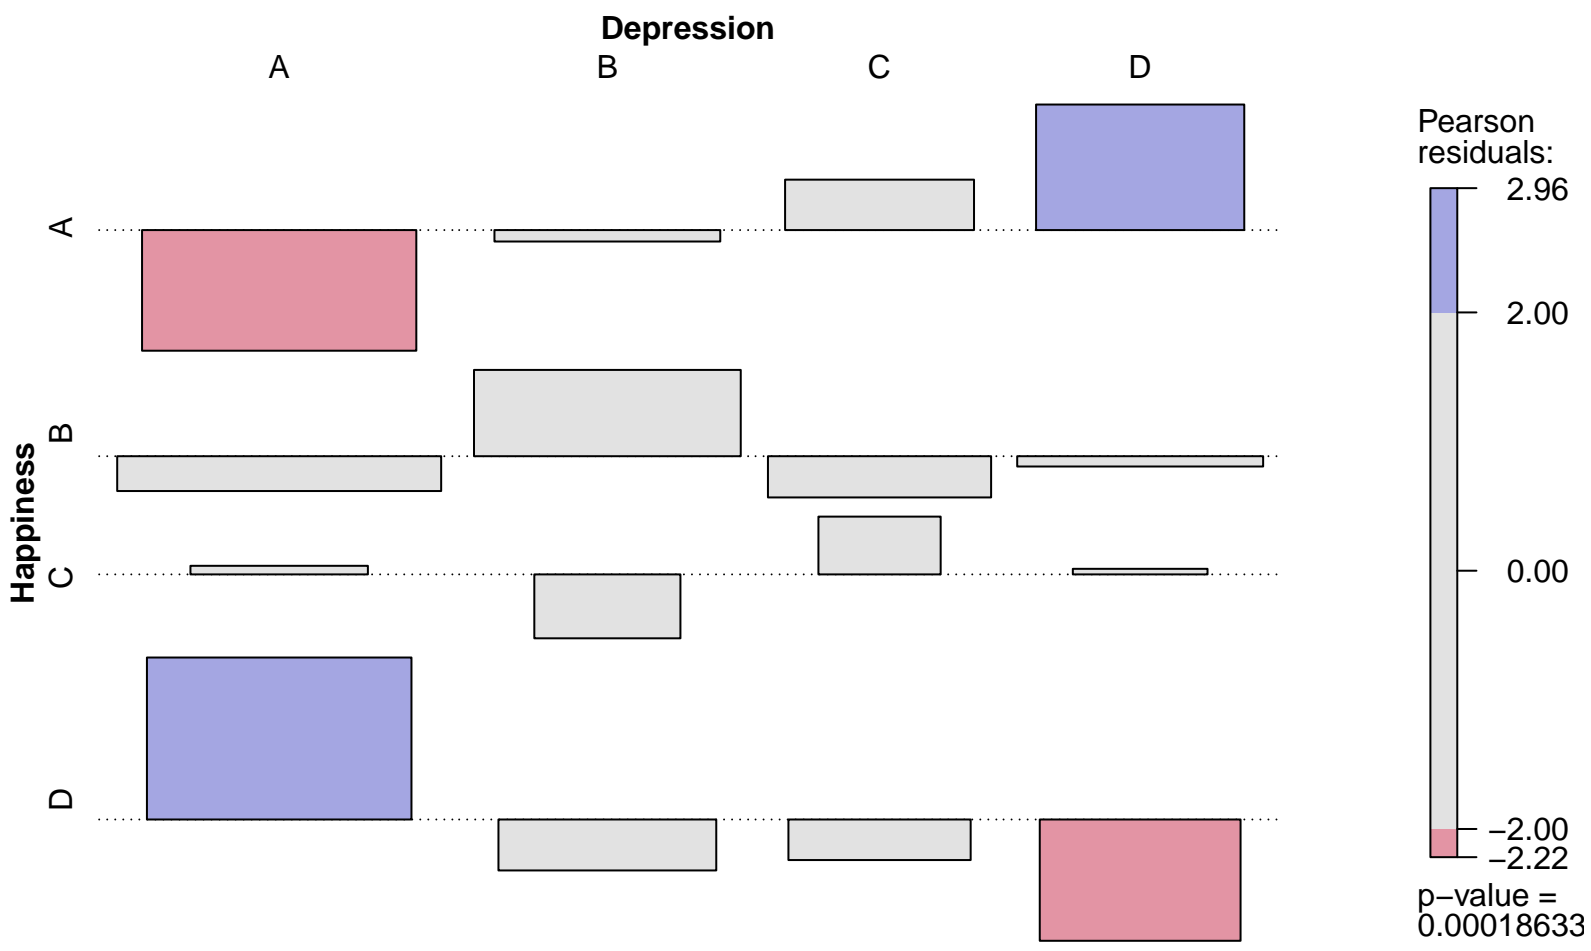 Depression
A B C D
Happiness
A
B
C
D
Pearson
residuals:
2.96
2.00
0.00
−2.00
−2.22
p−value =
0.00018633